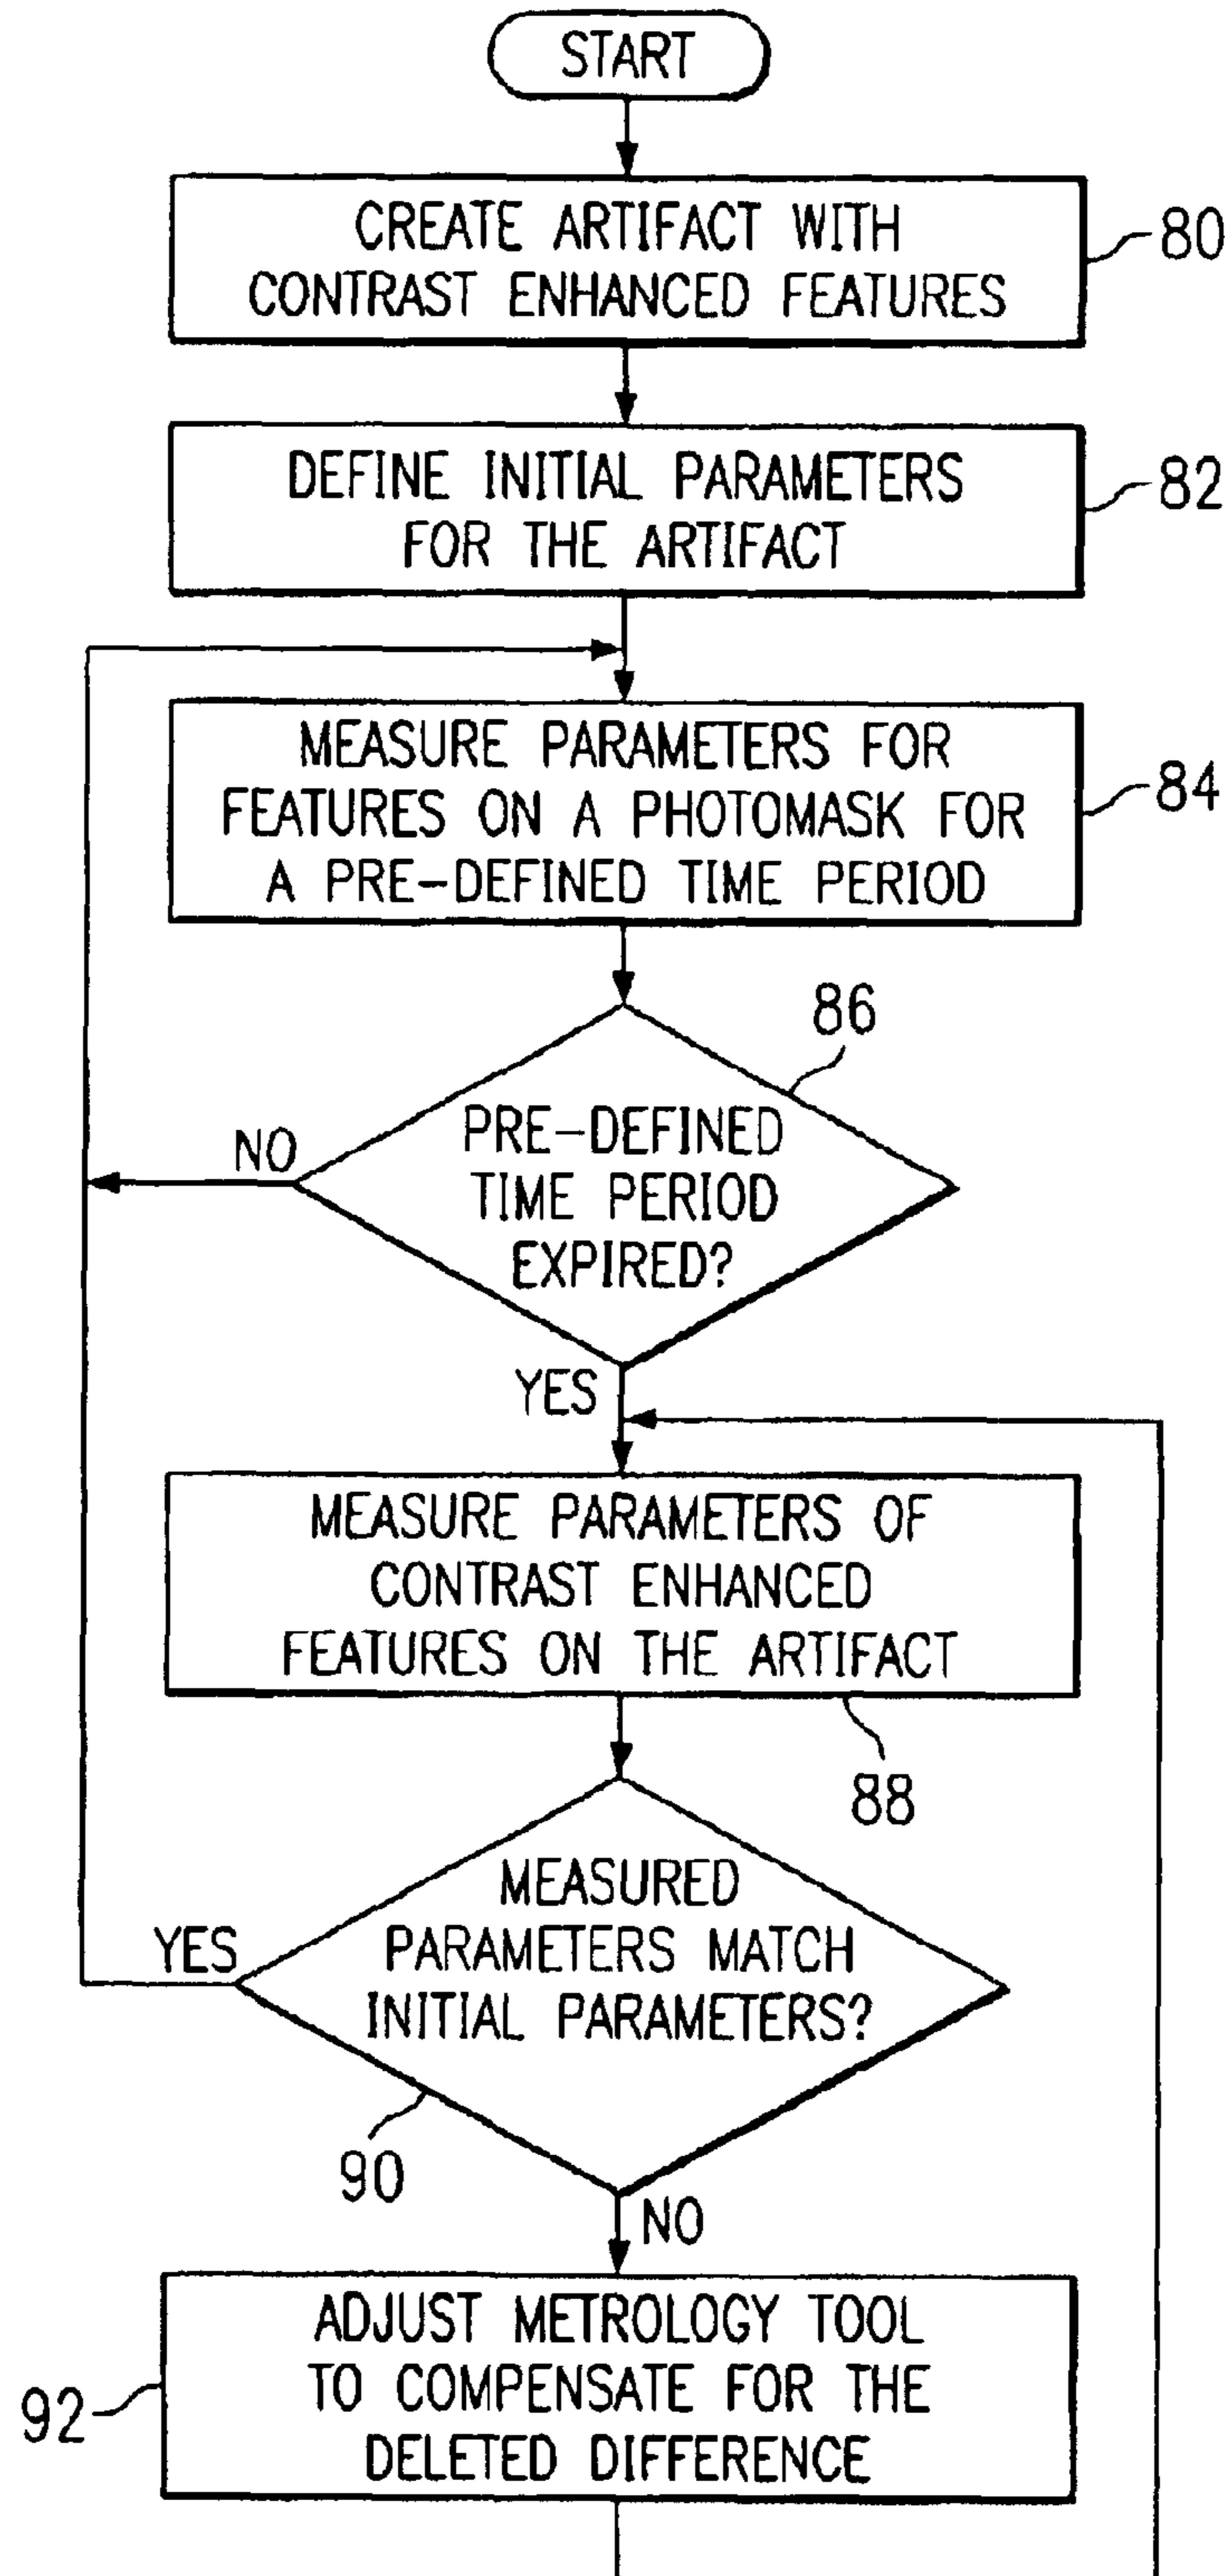 START
CREATE ARTIFACT WITH
CONTRAST ENHANCED FEATURES
80
DEFINE INITIAL PARAMETERS
FOR THE ARTIFACT
82
MEASURE PARAMETERS FOR
FEATURES ON A PHOTOMASK FOR
A PRE-DEFINED TIME PERIOD
84
86
PRE-DEFINED
TIME PERIOD
EXPIRED?
NO
YES
MEASURE PARAMETERS OF
CONTRAST ENHANCED
FEATURES ON THE ARTIFACT
88
MEASURED
PARAMETERS MATCH
INITIAL PARAMETERS?
YES
90
NO
ADJUST METROLOGY TOOL
TO COMPENSATE FOR THE
DELETED DIFFERENCE
92